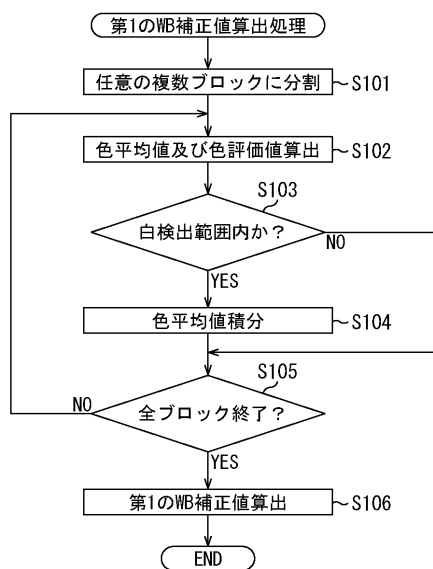 第1のWB補正値算出処理
任意の複数ブロックに分割
S101
色平均値及び色評価値算出
S102
S103
白検出範囲内か？
NO
YES
色平均値積分
S104
S105
全ブロック終了？
NO
YES
第1のWB補正値算出
S106
END